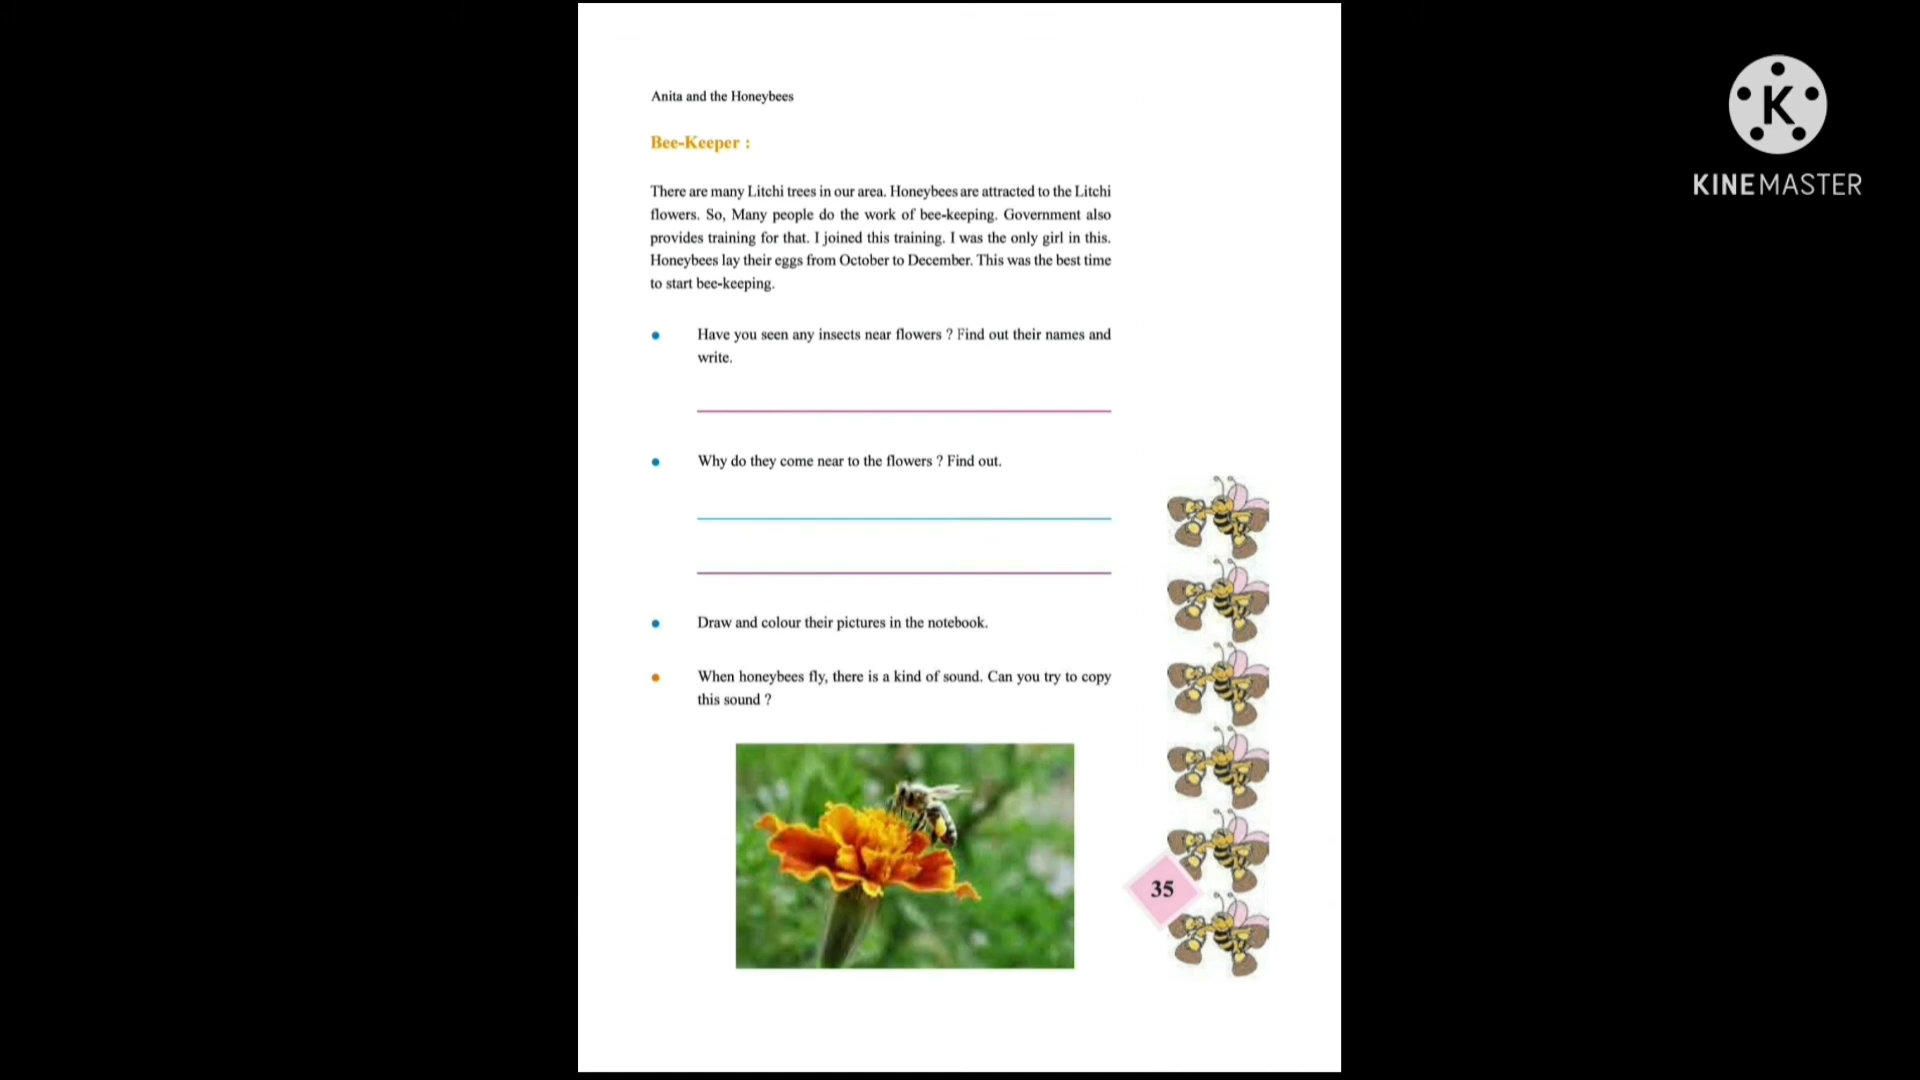 Anita and the Honeybees
Bee-Keeper :
There are many Litchi trees in our area. Honeybees are attracted to the Litchi
flowers. So, Many people do the work of bee-keeping. Government also
provides training for that. I joined this training. I was the only girl in this.
Honeybees lay their eggs from October to December. This was the best time
to start bee-keeping.
• Have you seen any insects near flowers ? Find out their names and
write.
• Why do they come near to the flowers ? Find out.
• Draw and colour their pictures in the notebook.
• When honeybees fly, there is a kind of sound. Can you try to copy
this sound ?
35
K
KINEMASTER